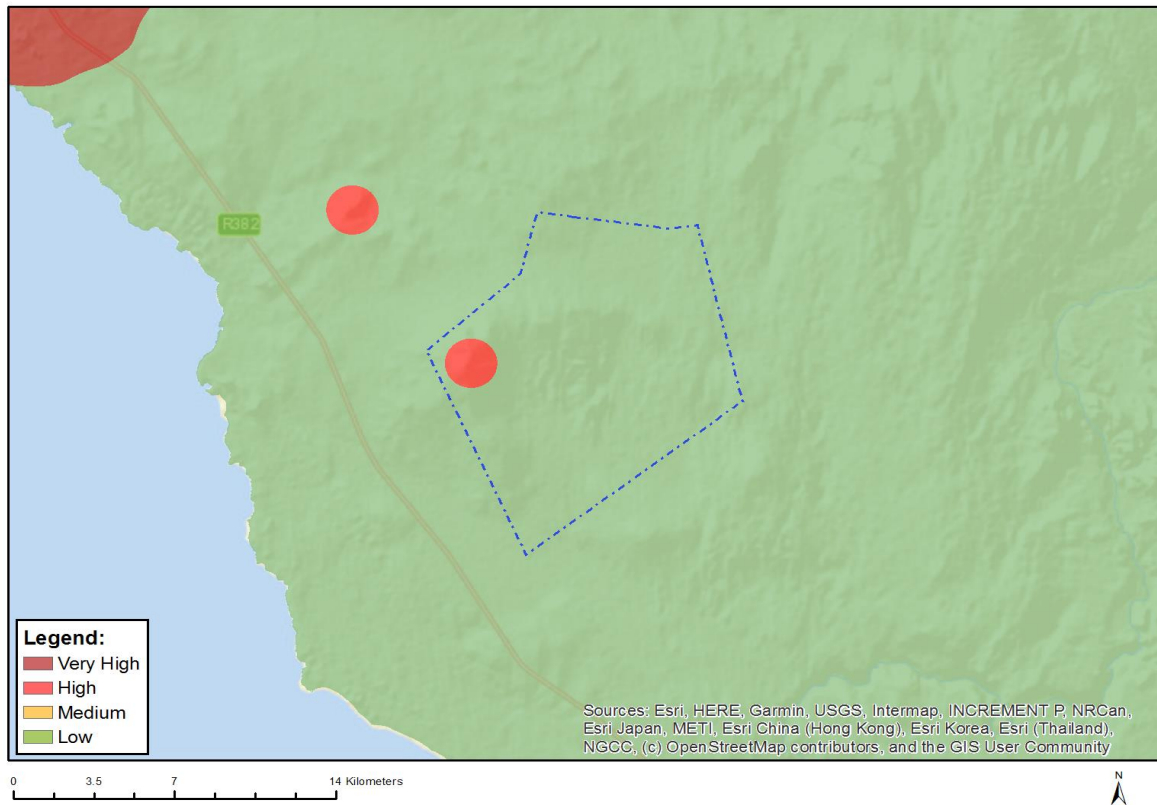 R382
Legend:
Very High
High
Medium
Low
Sources: Esri, HERE, Garmin, USGS, Intermap, INCREMENT P, NRCan,
Esri Japan, METI, Esri China (Hong Kong), Esri Korea, Esri (Thailand),
NGCC, (c) OpenStreetMap contributors, and the GIS User Community
0 3.5 7 14 Kilometers
N